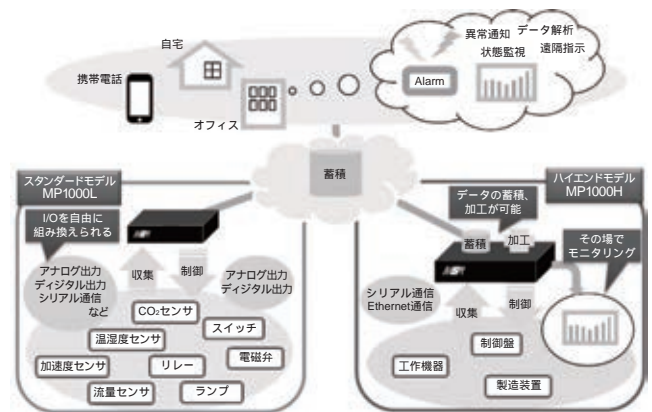 異常通知 データ解析
状態監視 遠隔指示
自宅
携帯電話
Alarm
オフィス
蓄積
スタンダードモデル
MP1000L
I/Oを自由に
組み換えられる
アナログ出力
ディジタル出力
シリアル通信
など
収集
制御
アナログ出力
ディジタル出力
CO₂センサ
スイッチ
温湿度センサ
加速度センサ
リレー
電磁弁
流量センサ
ランプ
ハイエンドモデル
MP1000H
データの蓄積、
加工が可能
蓄積
加工
その場で
モニタリング
シリアル通信
Ethernet通信
収集
制御
制御盤
工作機器
製造装置